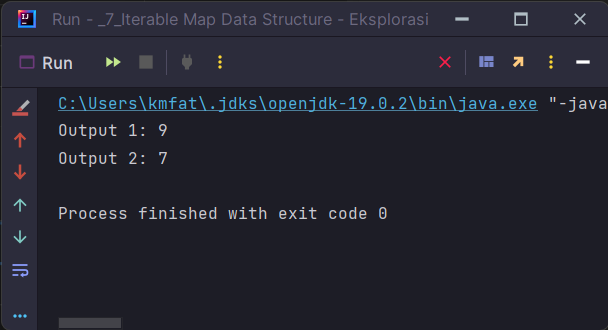 Run - _7_Iterable Map Data Structure - Eksplorasi
Run
C:\Users\kmfat\.jdks\openjdk-19.0.2\bin\java.exe "-java
Output 1: 9
Output 2: 7
Process finished with exit code 0